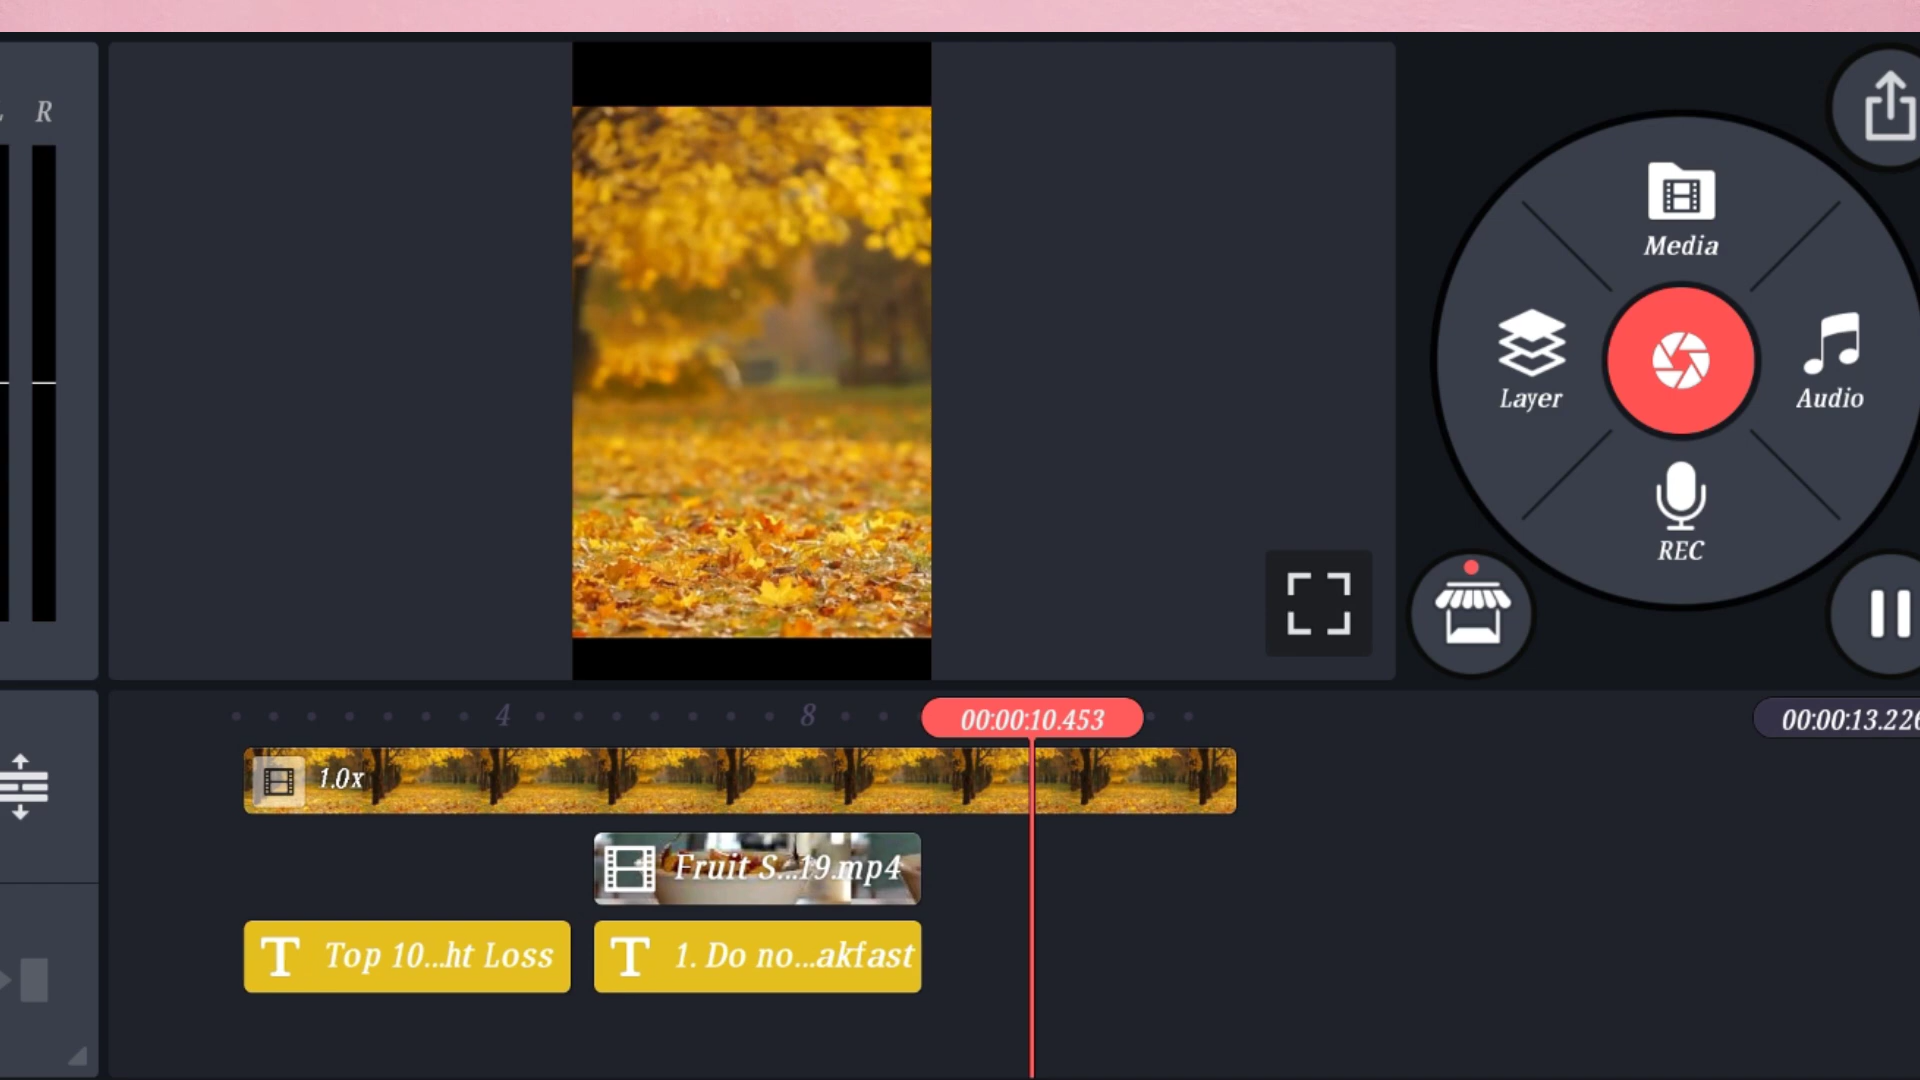 R
Media
Layer
Audio
REC
4
8
00:00:10.453
00:00:13.226
1.0x
Fruit S...19.mp4
Top 10...ht Loss
1. Do no...akfast